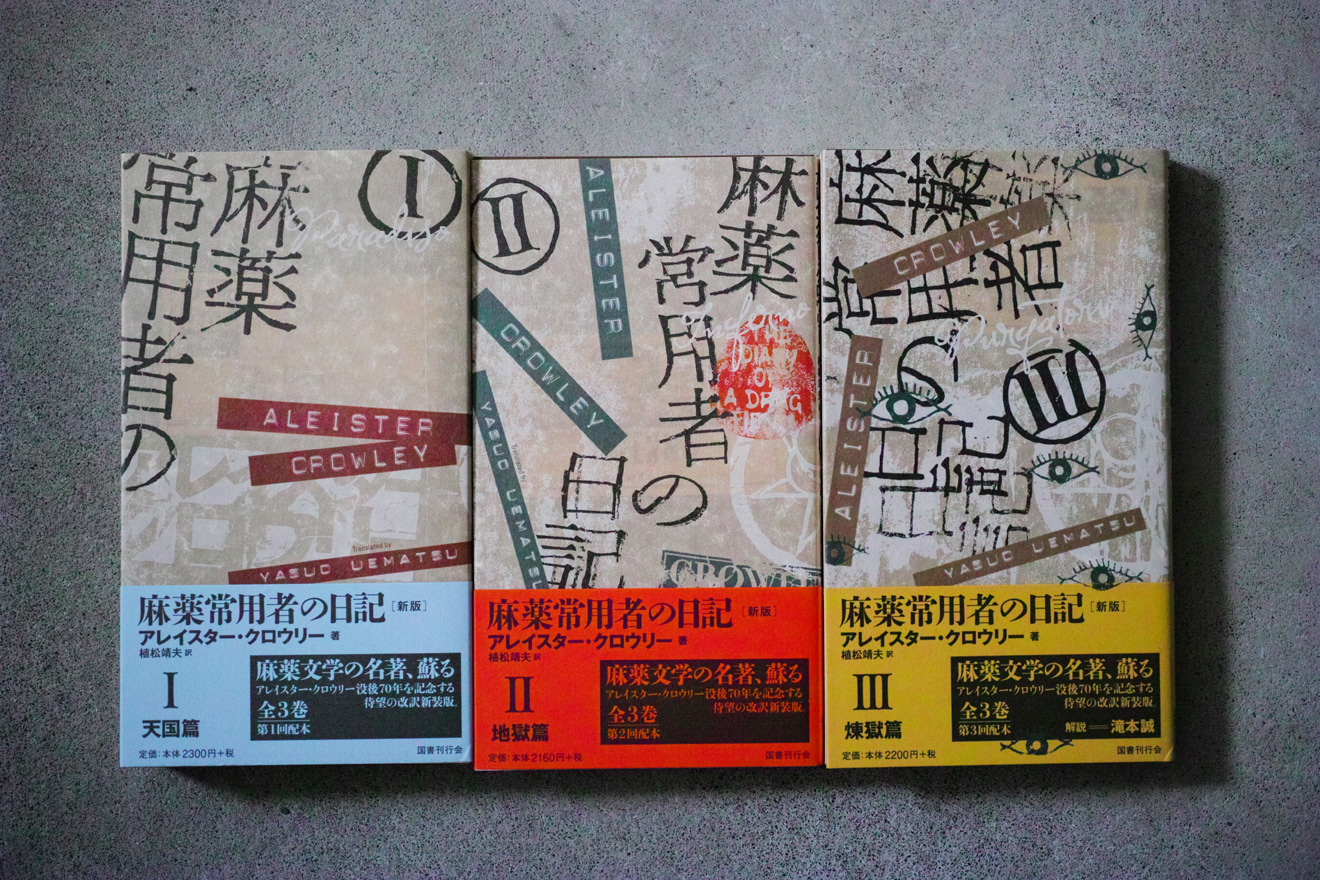 I
麻薬
常用者の
Paradiso
ALEISTER
CROWLEY
Translated by
YASUO UEMATSU
麻薬常用者の日記［新版］
アレイスター・クロウリー 著
植松靖夫 訳
I
天国篇
麻薬文学の名著、蘇る
アレイスター・クロウリー没後70年を記念する
待望の改訳新装版。
全3巻
第1回配本
定価：本体2300円+税
国書刊行会
II
ALEISTER
CROWLEY
YASUO UEMATSU
麻薬
常用者
の
日記
Inferno
DIARY
OF
A DRUG
麻薬常用者の日記［新版］
アレイスター・クロウリー 著
植松靖夫 訳
II
地獄篇
麻薬文学の名著、蘇る
アレイスター・クロウリー没後70年を記念する
待望の改訳新装版。
全3巻
第2回配本
定価：本体2160円+税
国書刊行会
麻薬
常用者
の
日記
CROWLEY
Purgatorio
III
ALEISTER
YASUO UEMATSU
麻薬常用者の日記［新版］
アレイスター・クロウリー 著
植松靖夫 訳
III
煉獄篇
麻薬文学の名著、蘇る
アレイスター・クロウリー没後70年を記念する
待望の改訳新装版。
全3巻
第3回配本
解説──滝本誠
定価：本体2200円+税
国書刊行会